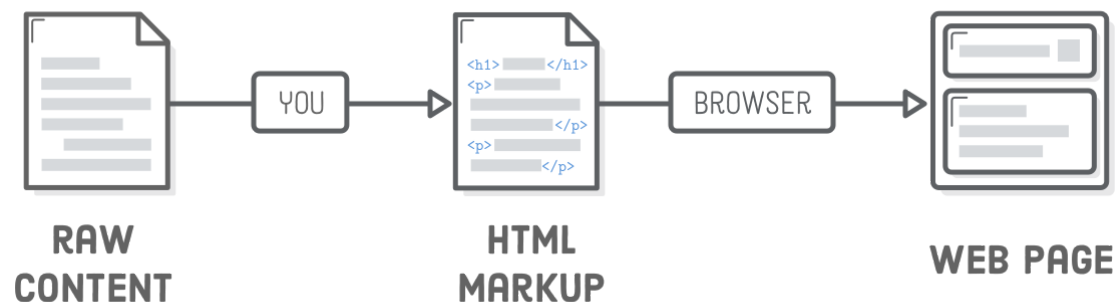 <h1> </h1>
<p>
</p>
<p>
</p>
YOU
BROWSER
RAW
CONTENT
HTML
MARKUP
WEB PAGE